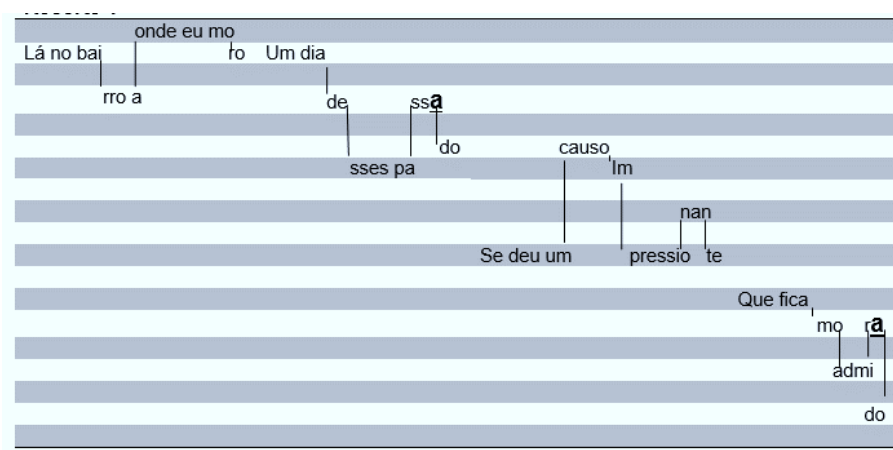 onde eu mo
Lá no bai ro Um dia
rro a de ssa
do causo
sses pa Im
nan
Se deu um pressio te
Que fica
mo ra
admi
do